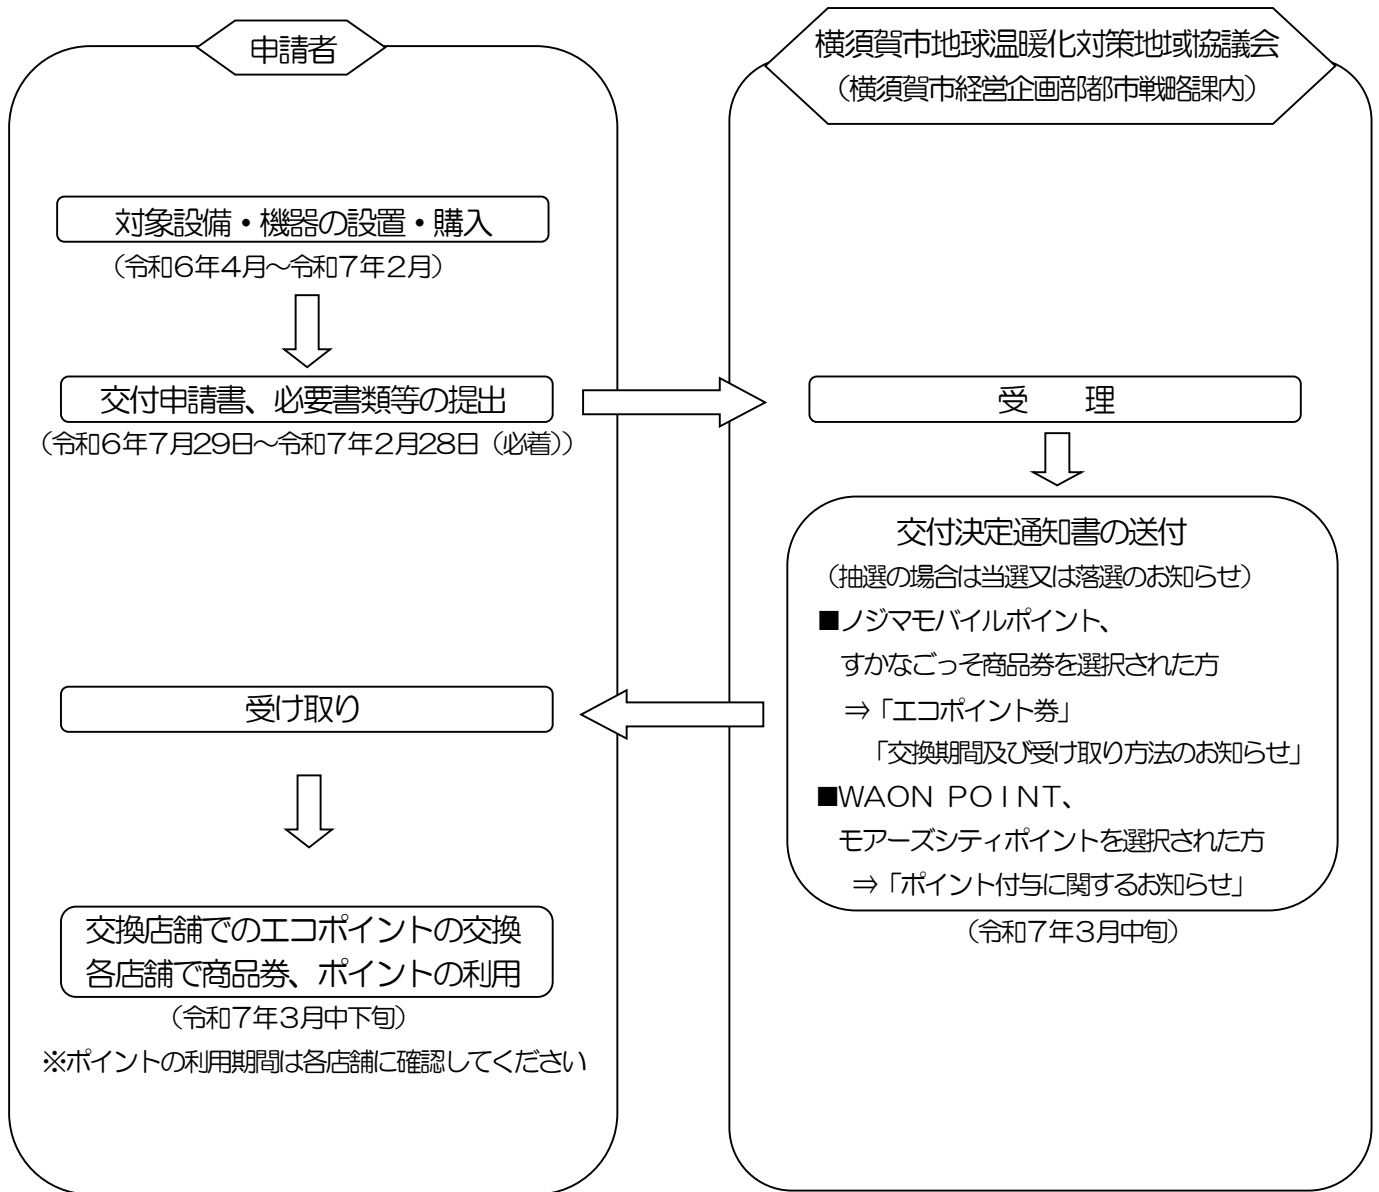 申請者
対象設備・機器の設置・購入
（令和６年４月～令和７年２月）
交付申請書、必要書類等の提出
（令和６年７月29日～令和７年２月28日（必着））
受け取り
交換店舗でのエコポイントの交換
各店舗で商品券、ポイントの利用
（令和７年３月中下旬）
※ポイントの利用期間は各店舗に確認してください
横須賀市地球温暖化対策地域協議会
（横須賀市経営企画部都市戦略課内）
受　理
交付決定通知書の送付
（抽選の場合は当選又は落選のお知らせ）
■ノジマモバイルポイント、
すかなごっそ商品券を選択された方
⇒「エコポイント券」
「交換期間及び受け取り方法のお知らせ」
■WAON ＰＯＩＮＴ、
モアーズシティポイントを選択された方
⇒「ポイント付与に関するお知らせ」
（令和７年３月中旬）